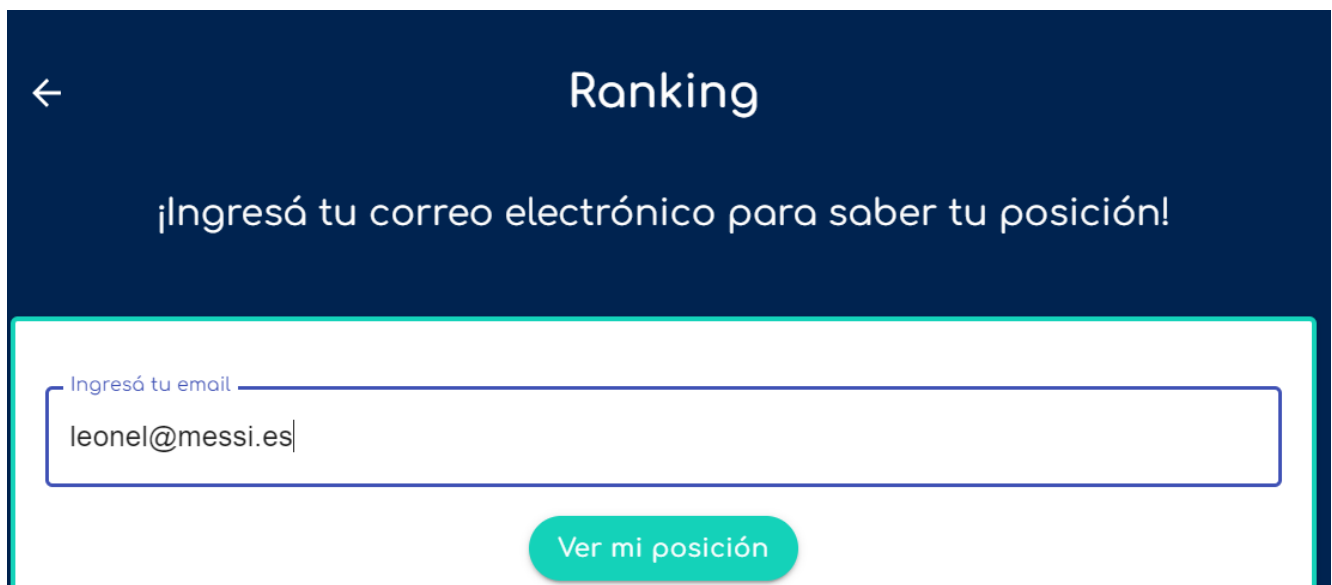 Ranking
¡Ingresá tu correo electrónico para saber tu posición!
Ingresá tu email
leonel@messi.es
Ver mi posición